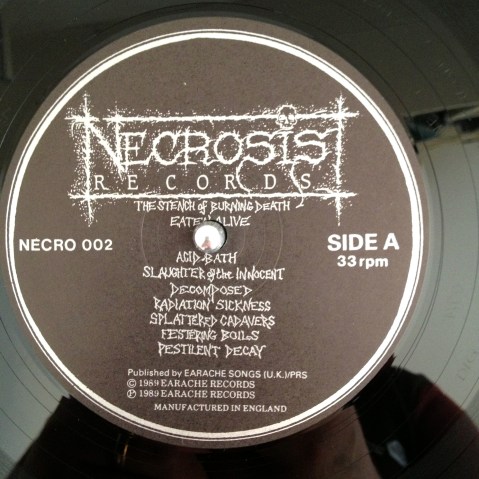 NECROSIS
RECORDS
THE STENCH of BURNING DEATH
EATEN ALIVE
NECRO 002
SIDE A
33 rpm
ACID BATH
SLAUGHTER of the INNOCENT
DECOMPOSED
RADIATION SICKNESS
SPLATTERED CADAVERS
FESTERING BOILS
PESTILENT DECAY
Published by EARACHE SONGS (U.K.)/PRS
© 1989 EARACHE RECORDS
℗ 1989 EARACHE RECORDS
MANUFACTURED IN ENGLAND